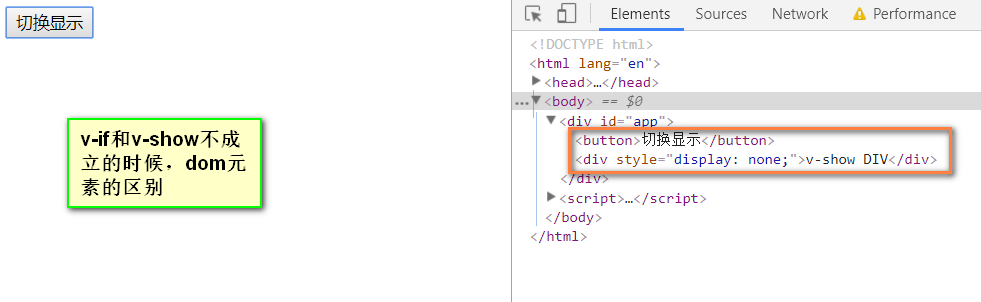 切换显示
v-if和v-show不成
立的时候，dom元
素的区别
Elements Sources Network Performance
<!DOCTYPE html>
<html lang="en">
<head>…</head>
…<body> == $0
<div id="app">
<button>切换显示</button>
<div style="display: none;">v-show DIV</div>
</div>
<script>…</script>
</body>
</html>